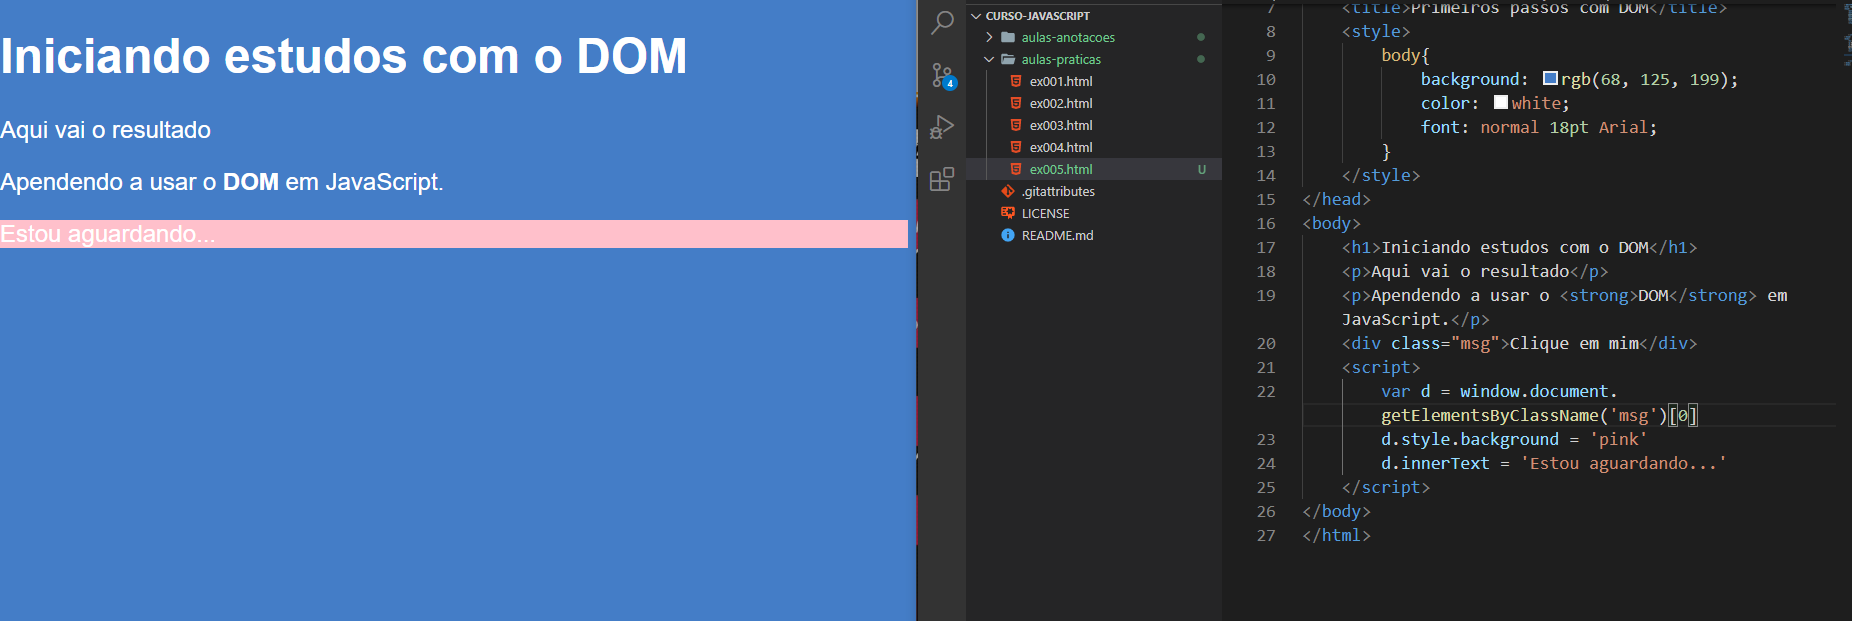 Iniciando estudos com o DOM
Aqui vai o resultado
Apendendo a usar o DOM em JavaScript.
Estou aguardando...
4
CURSO-JAVASCRIPT
aulas-anotacoes
aulas-praticas
ex001.html
ex002.html
ex003.html
ex004.html
ex005.html U
.gitattributes
LICENSE
README.md
7 <title>Primeiros passos com DOM</title>
8 <style>
9 body{
10 background: rgb(68, 125, 199);
11 color: white;
12 font: normal 18pt Arial;
13 }
14 </style>
15 </head>
16 <body>
17 <h1>Iniciando estudos com o DOM</h1>
18 <p>Aqui vai o resultado</p>
19 <p>Apendendo a usar o <strong>DOM</strong> em
JavaScript.</p>
20 <div class="msg">Clique em mim</div>
21 <script>
22 var d = window.document.
getElementsByClassName('msg')[0]
23 d.style.background = 'pink'
24 d.innerText = 'Estou aguardando...'
25 </script>
26 </body>
27 </html>